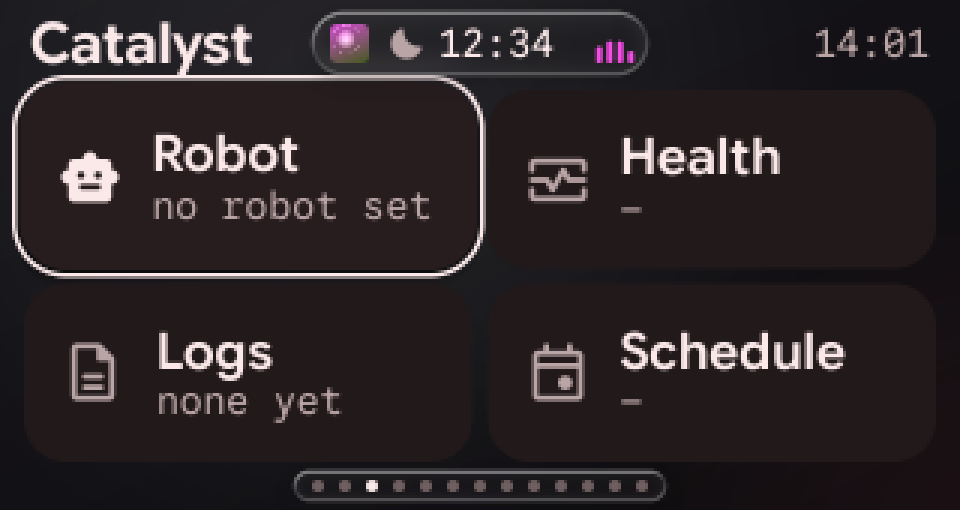 Catalyst
12:34
14:01
Robot
no robot set
Health
–
Logs
none yet
Schedule
–